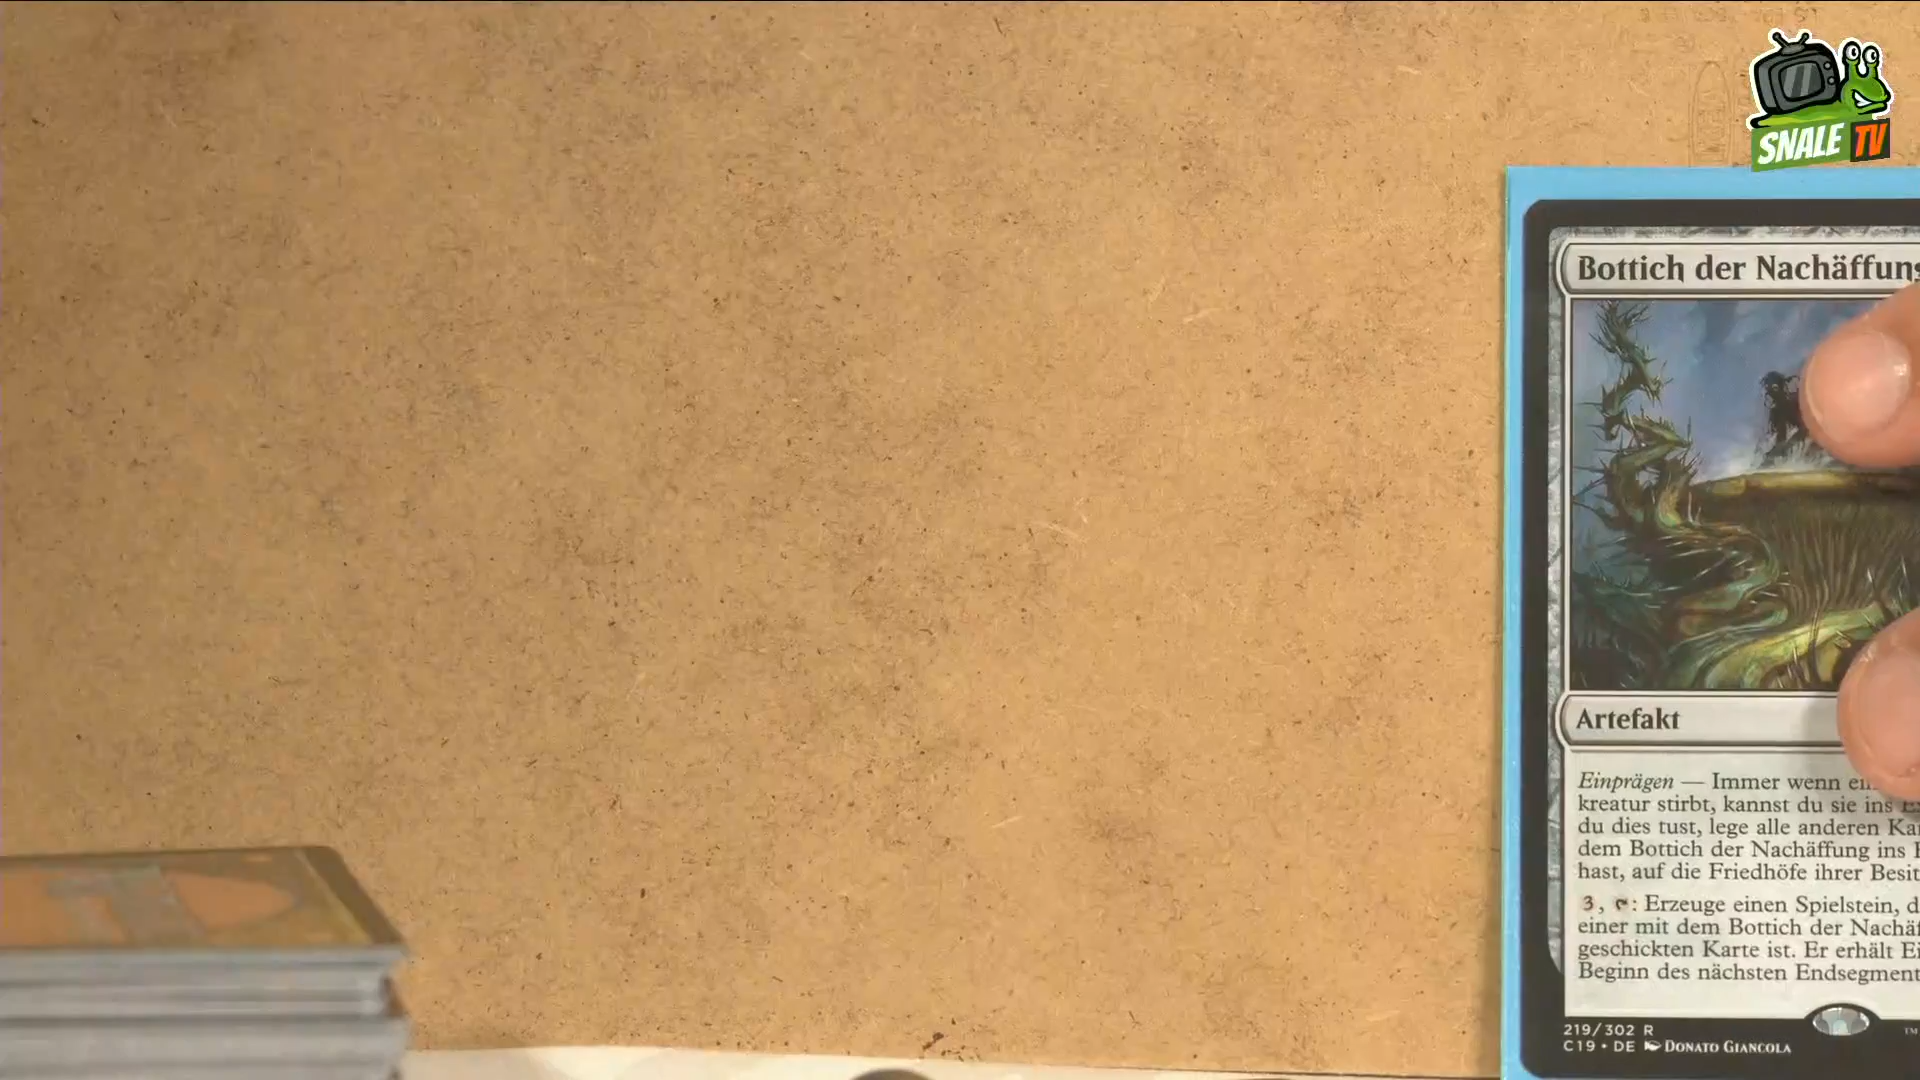 SNALE TV
Bottich der Nachäffung
Artefakt
Einprägen — Immer wenn
kreatur stirbt, kannst du sie ins
du dies tust, lege alle anderen
dem Bottich der Nachäffung ins
hast, auf die Friedhöfe ihrer
3, : Erzeuge einen Spielstein,
einer mit dem Bottich der
geschickten Karte ist. Er erhält
Beginn des nächsten
219/302 R
C19 • DE DONATO GIANCOLA
TM